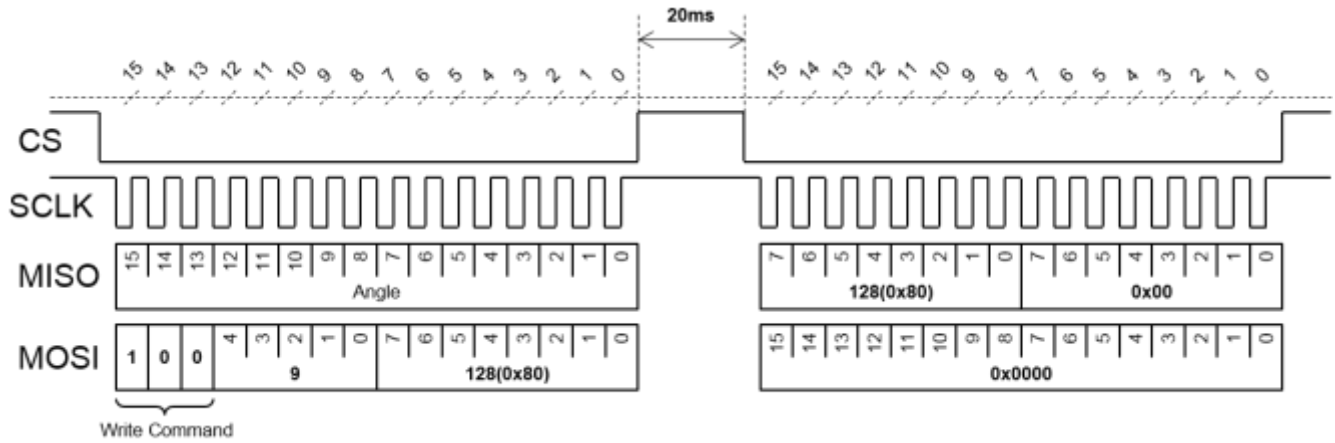 20ms
15 14 13 12 11 10 9 8 7 6 5 4 3 2 1 0 15 14 13 12 11 10 9 8 7 6 5 4 3 2 1 0
CS
SCLK
MISO 15 14 13 12 11 10 9 8 7 6 5 4 3 2 1 0 7 6 5 4 3 2 1 0 7 6 5 4 3 2 1 0
Angle 128(0x80) 0x00
MOSI 1 0 0 4 3 2 1 0 7 6 5 4 3 2 1 0 15 14 13 12 11 10 9 8 7 6 5 4 3 2 1 0
9 128(0x80) 0x0000
Write Command